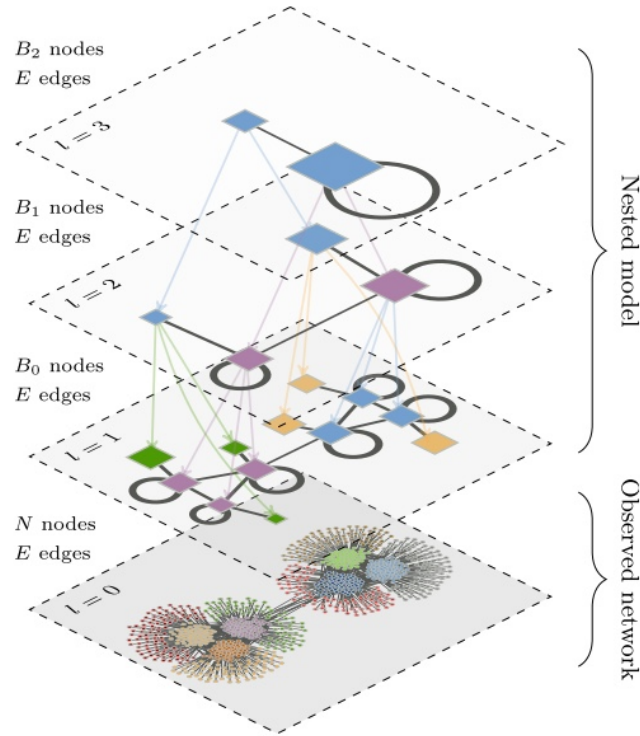 B₂ nodes
E edges
l = 3
B₁ nodes
E edges
l = 2
Nested model
B₀ nodes
E edges
l = 1
N nodes
E edges
l = 0
Observed network